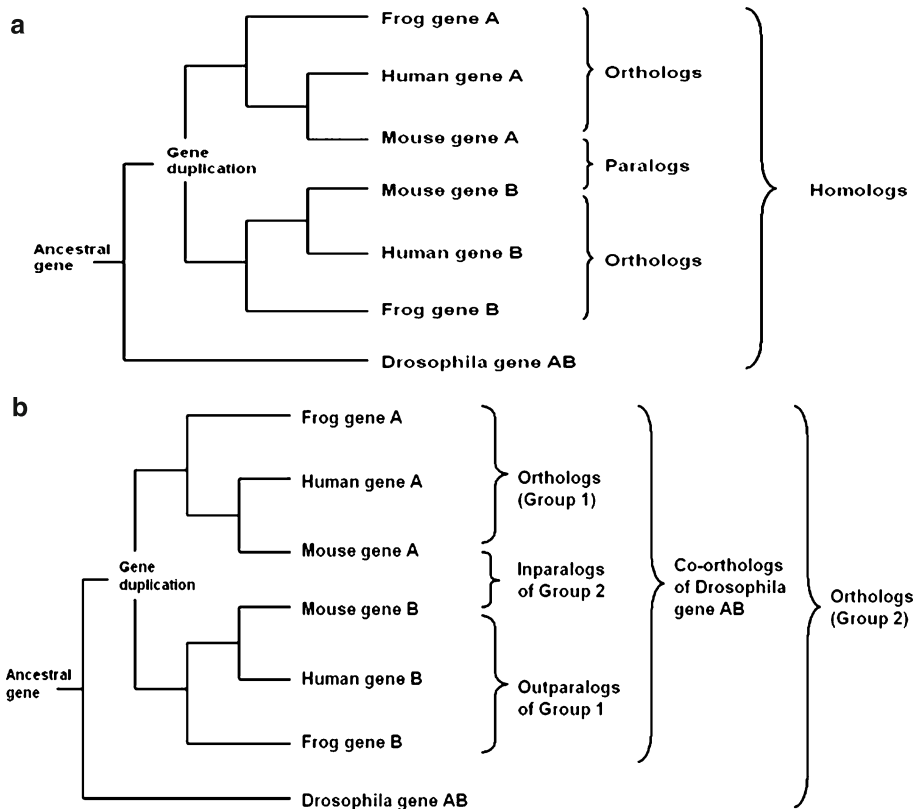 a
Frog gene A
Human gene A
Orthologs
Mouse gene A
Gene
duplication
Paralogs
Mouse gene B
Homologs
Ancestral
gene
Human gene B
Orthologs
Frog gene B
Drosophila gene AB
b
Frog gene A
Human gene A
Orthologs
(Group 1)
Mouse gene A
Gene
duplication
Inparalogs
of Group 2
Co-orthologs
of Drosophila
gene AB
Orthologs
(Group 2)
Mouse gene B
Ancestral
gene
Human gene B
Outparalogs
of Group 1
Frog gene B
Drosophila gene AB